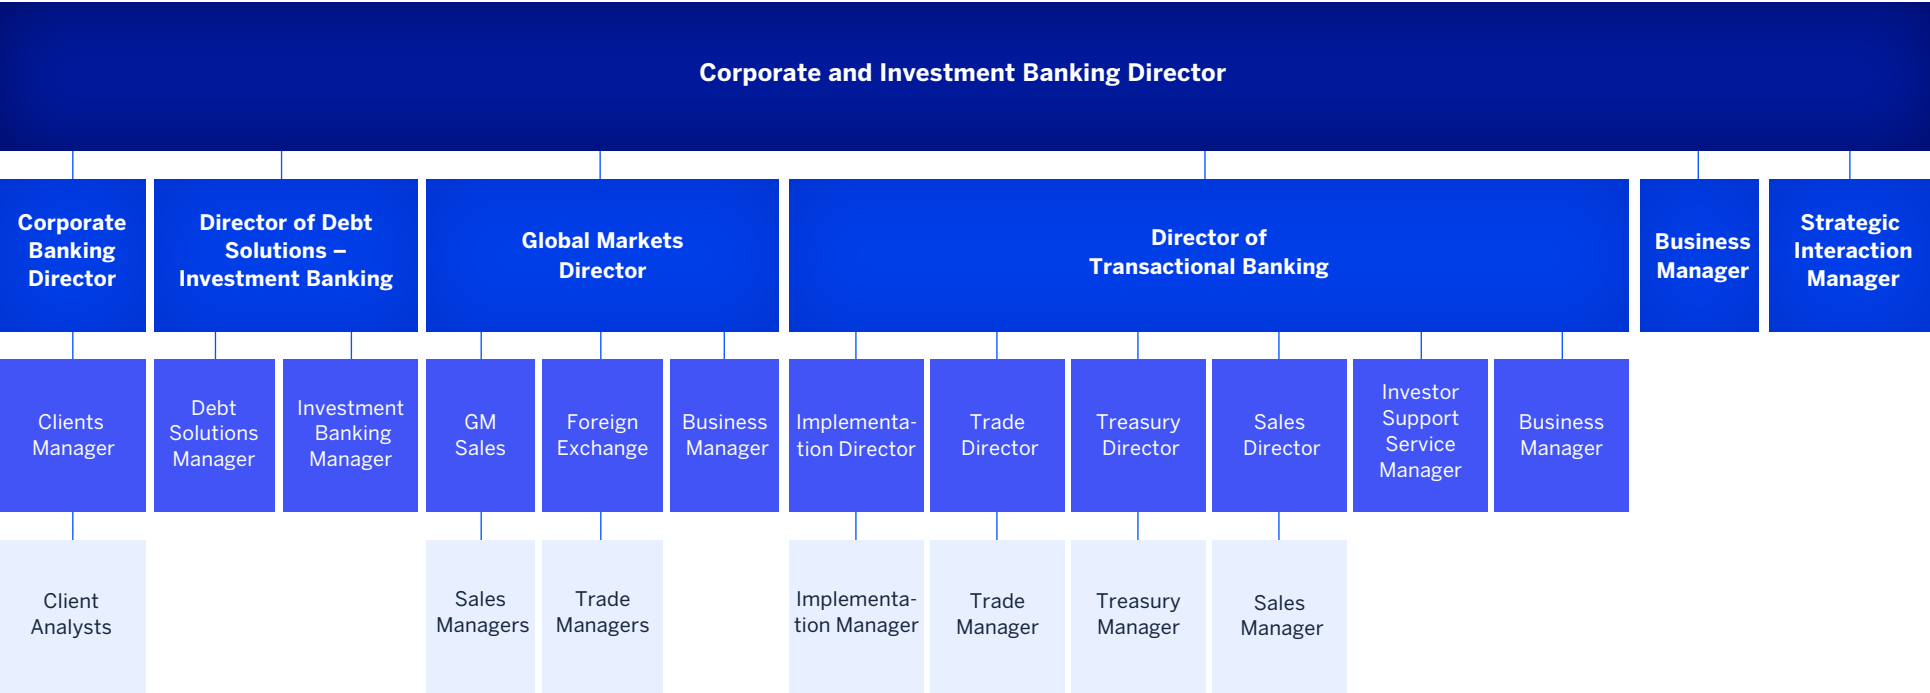 Corporate and Investment Banking Director
Corporate
Banking
Director
Director of Debt
Solutions –
Investment Banking
Global Markets
Director
Director of
Transactional Banking
Business
Manager
Strategic
Interaction
Manager
Clients
Manager
Debt
Solutions
Manager
Investment
Banking
Manager
GM
Sales
Foreign
Exchange
Business
Manager
Implementa-
tion Director
Trade
Director
Treasury
Director
Sales
Director
Investor
Support
Service
Manager
Business
Manager
Client
Analysts
Sales
Managers
Trade
Managers
Implementa-
tion Manager
Trade
Manager
Treasury
Manager
Sales
Manager